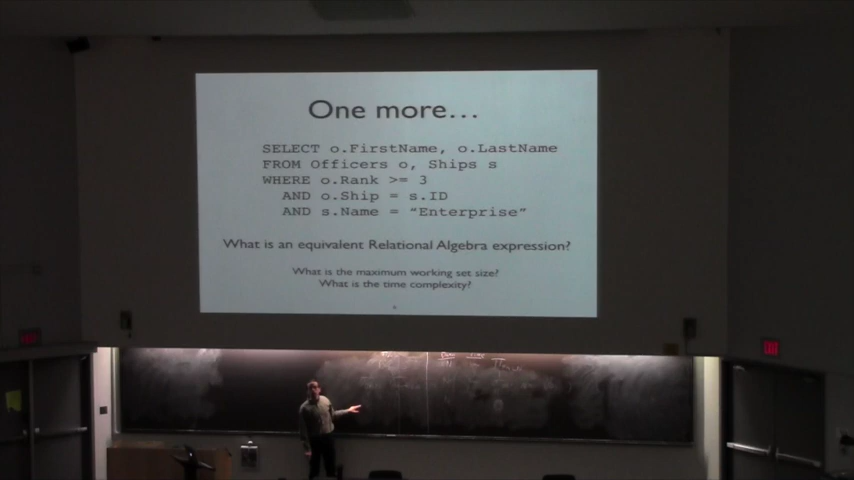 One more...
SELECT o.FirstName, o.LastName
FROM Officers o, Ships s
WHERE o.Rank >= 3
AND o.Ship = s.ID
AND s.Name = “Enterprise”
What is an equivalent Relational Algebra expression?
What is the maximum working set size?
What is the time complexity?